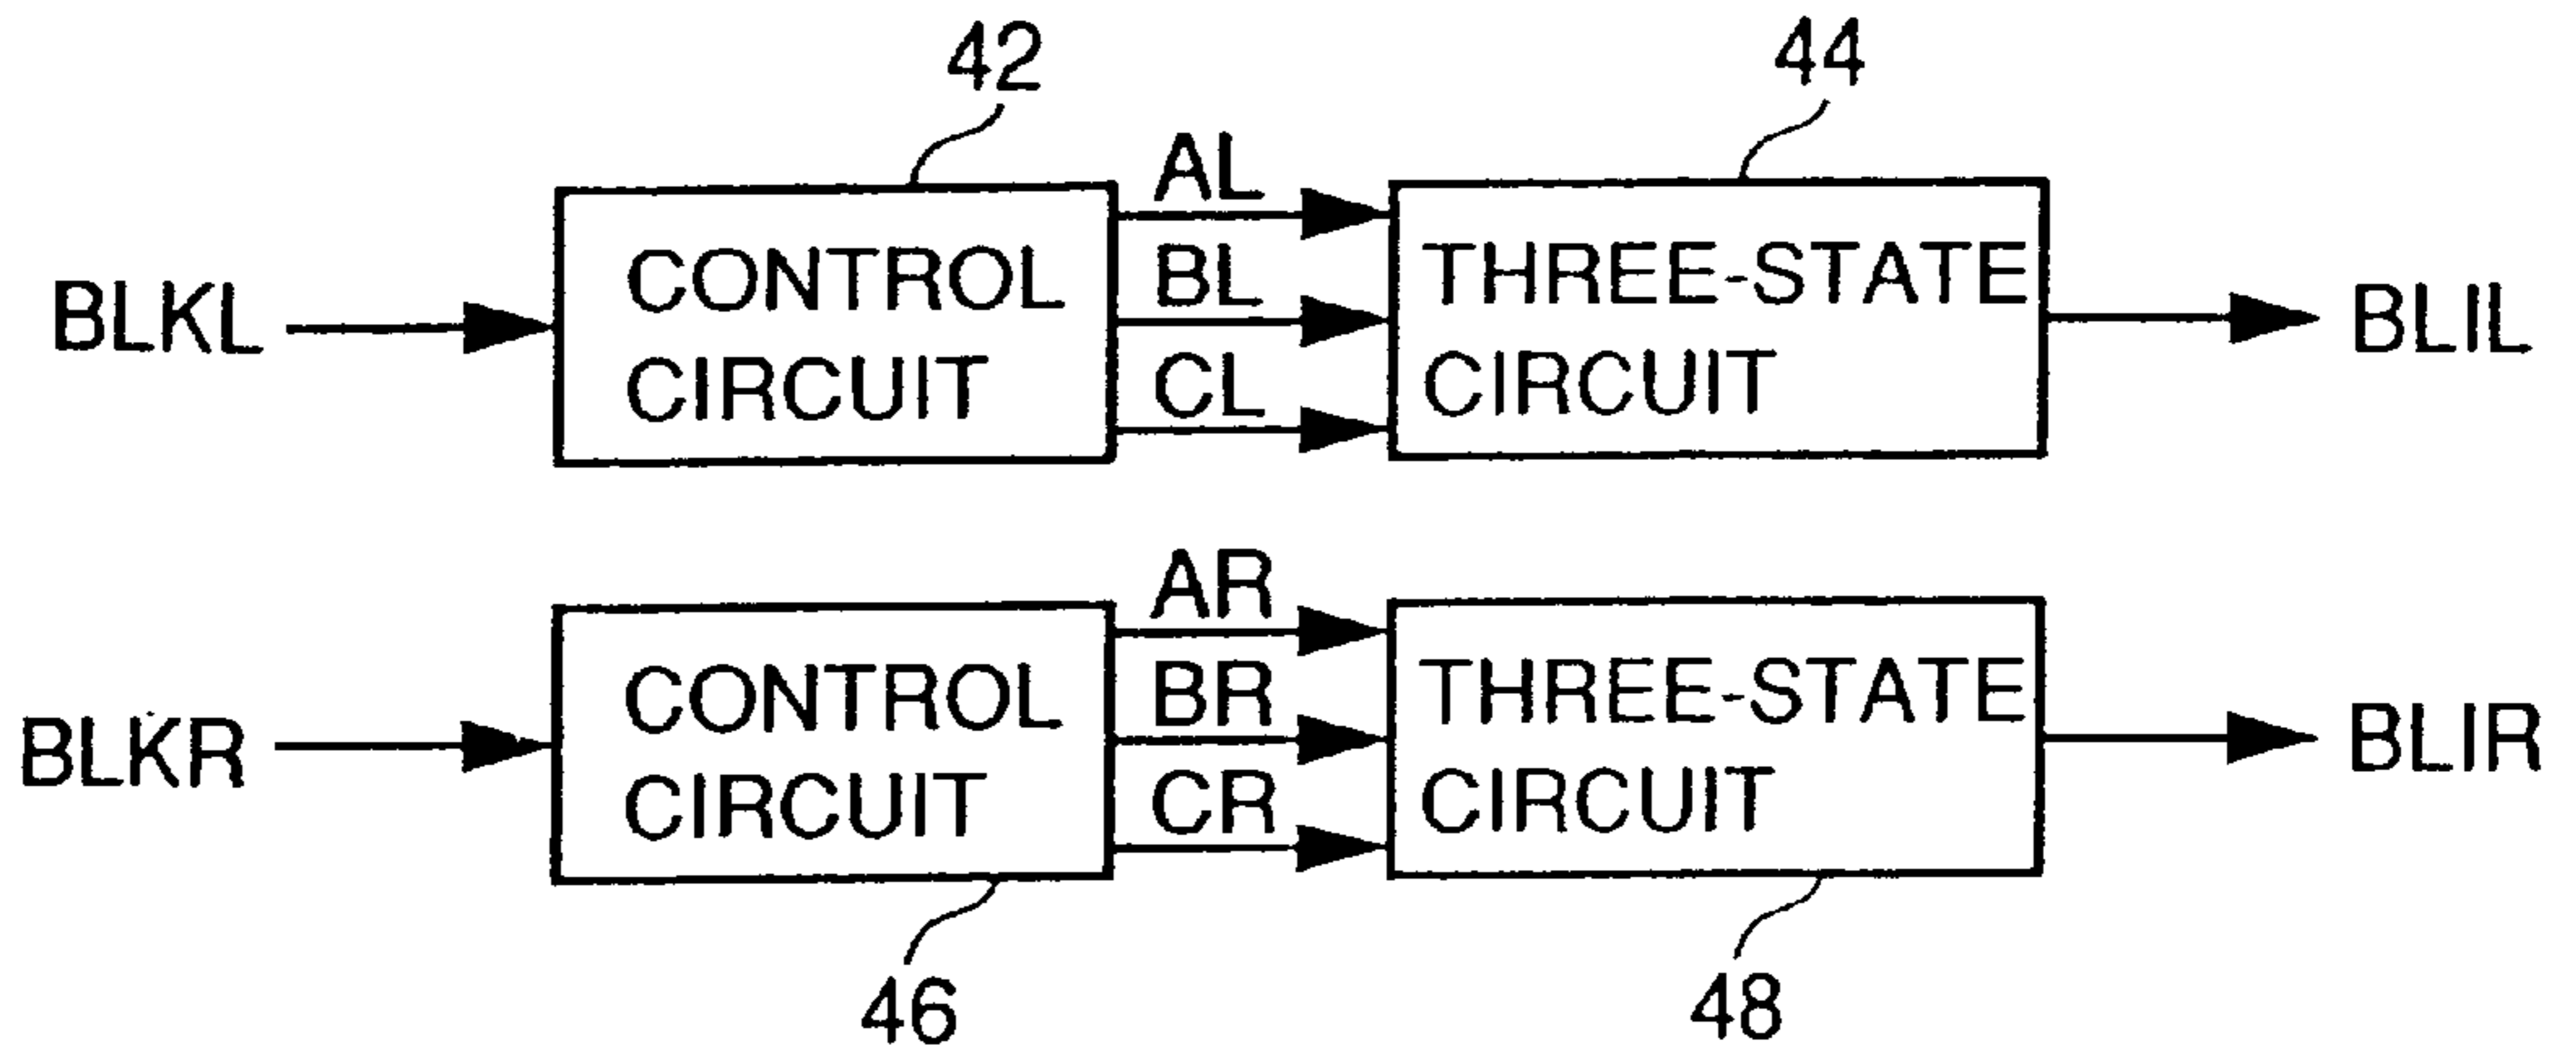 42
44
BLKL
CONTROL
CIRCUIT
AL
BL
CL
THREE-STATE
CIRCUIT
BLIL
BLKR
CONTROL
CIRCUIT
AR
BR
CR
THREE-STATE
CIRCUIT
BLIR
46
48